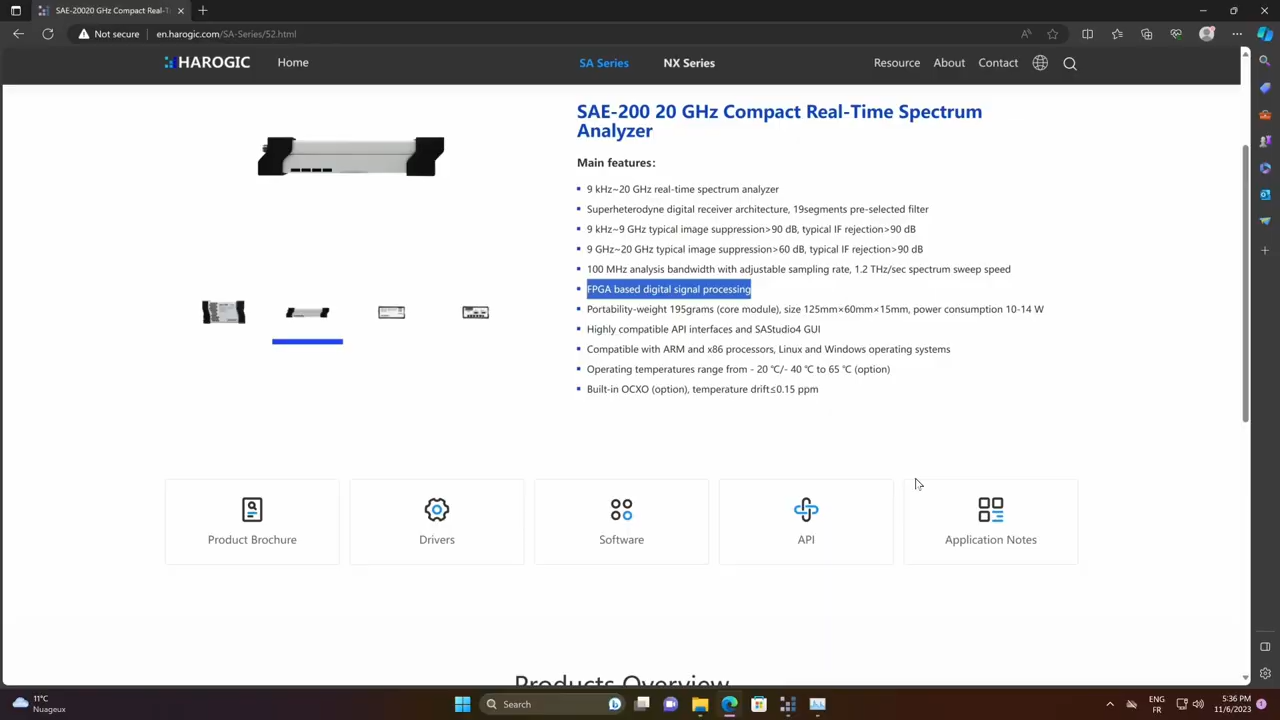 SAE-20020 GHz Compact Real-T
Not secure
en.harogic.com/SA-Series/52.html
HAROGIC
Home
SA Series
NX Series
Resource
About
Contact
SAE-200 20 GHz Compact Real-Time Spectrum
Analyzer
Main features:
9 kHz~20 GHz real-time spectrum analyzer
Superheterodyne digital receiver architecture, 19segments pre-selected filter
9 kHz~9 GHz typical image suppression>90 dB, typical IF rejection>90 dB
9 GHz~20 GHz typical image suppression>60 dB, typical IF rejection>90 dB
100 MHz analysis bandwidth with adjustable sampling rate, 1.2 THz/sec spectrum sweep speed
FPGA based digital signal processing
Portability-weight 195grams (core module), size 125mm×60mm×15mm, power consumption 10-14 W
Highly compatible API interfaces and SAStudio4 GUI
Compatible with ARM and x86 processors, Linux and Windows operating systems
Operating temperatures range from - 20 ℃/- 40 ℃ to 65 ℃ (option)
Built-in OCXO (option), temperature drift≤0.15 ppm
Product Brochure
Drivers
Software
API
Application Notes
Products Overview
11°C
Nuageux
Search
ENG
FR
5:36 PM
11/6/2023